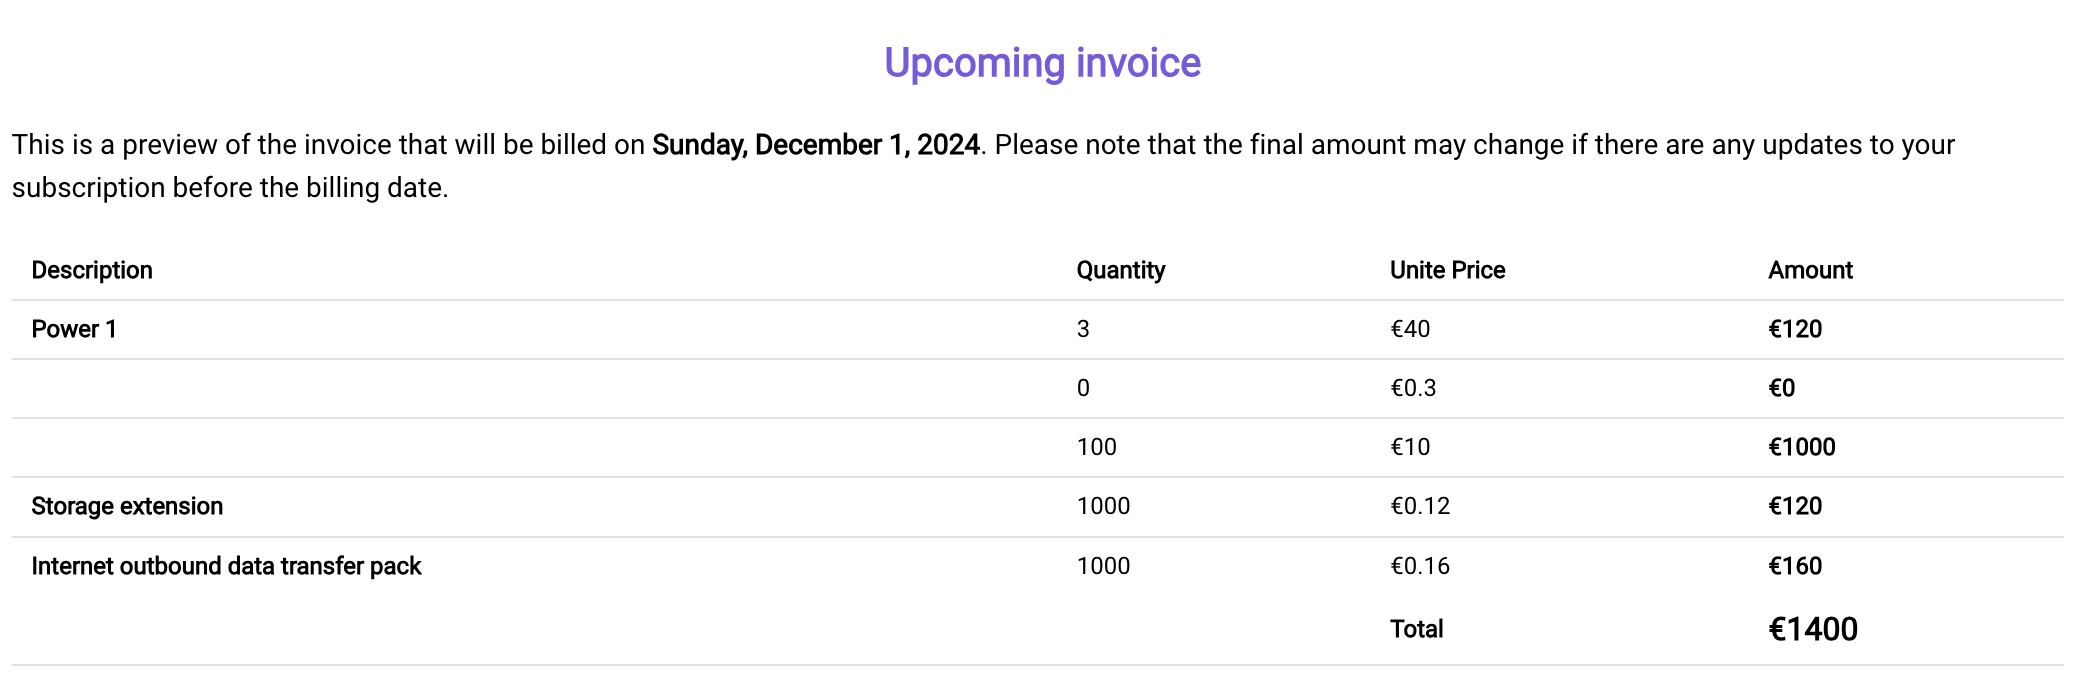 Upcoming invoice
This is a preview of the invoice that will be billed on Sunday, December 1, 2024. Please note that the final amount may change if there are any updates to your
subscription before the billing date.
Description Quantity Unite Price Amount
Power 1 3 €40 €120
0 €0.3 €0
100 €10 €1000
Storage extension 1000 €0.12 €120
Internet outbound data transfer pack 1000 €0.16 €160
Total €1400